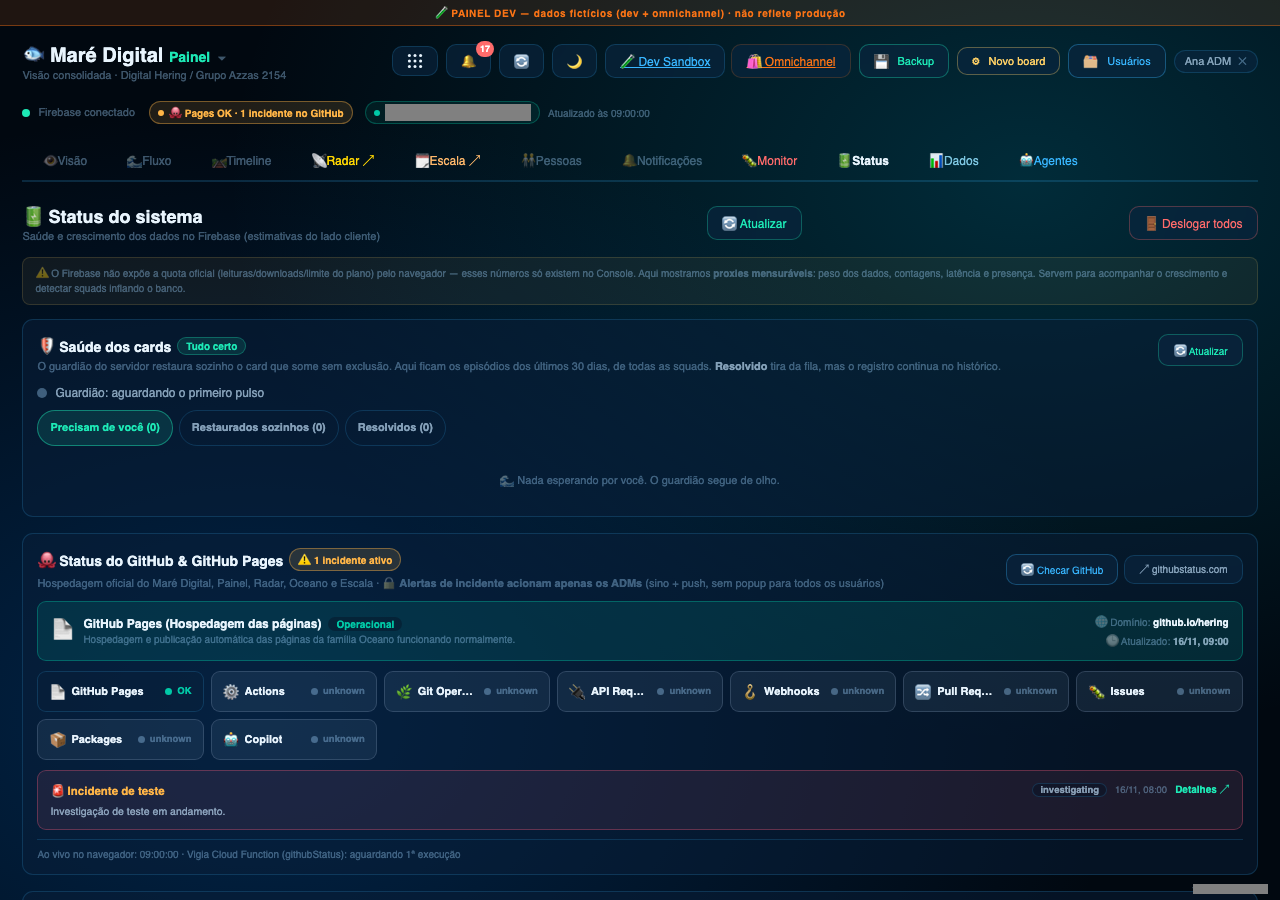 PAINEL DEV — dados fictícios (dev + omnichannel) · não reflete produção
Maré Digital Painel
Visão consolidada · Digital Hering / Grupo Azzas 2154
17
Dev Sandbox
Omnichannel
Backup
Novo board
Usuários
Ana ADM
Firebase conectado
Pages OK · 1 incidente no GitHub
Atualizado às 09:00:00
Visão
Fluxo
Timeline
Radar ↗
Escala ↗
Pessoas
Notificações
Monitor
Status
Dados
Agentes
Status do sistema
Saúde e crescimento dos dados no Firebase (estimativas do lado cliente)
Atualizar
Deslogar todos
O Firebase não expõe a quota oficial (leituras/downloads/limite do plano) pelo navegador — esses números só existem no Console. Aqui mostramos proxies mensuráveis: peso dos dados, contagens, latência e presença. Servem para acompanhar o crescimento e
detectar squads inflando o banco.
Saúde dos cards Tudo certo
O guardião do servidor restaura sozinho o card que some sem exclusão. Aqui ficam os episódios dos últimos 30 dias, de todas as squads. Resolvido tira da fila, mas o registro continua no histórico.
Atualizar
Guardião: aguardando o primeiro pulso
Precisam de você (0)
Restaurados sozinhos (0)
Resolvidos (0)
Nada esperando por você. O guardião segue de olho.
Status do GitHub & GitHub Pages 1 incidente ativo
Hospedagem oficial do Maré Digital, Painel, Radar, Oceano e Escala · Alertas de incidente acionam apenas os ADMs (sino + push, sem popup para todos os usuários)
Checar GitHub
↗ githubstatus.com
GitHub Pages (Hospedagem das páginas) Operacional
Hospedagem e publicação automática das páginas da família Oceano funcionando normalmente.
Domínio: github.io/hering
Atualizado: 16/11, 09:00
GitHub Pages OK
Actions unknown
Git Oper... unknown
API Req... unknown
Webhooks unknown
Pull Req... unknown
Issues unknown
Packages unknown
Copilot unknown
Incidente de teste
investigating 16/11, 08:00 Detalhes ↗
Investigação de teste em andamento.
Ao vivo no navegador: 09:00:00 · Vigia Cloud Function (githubStatus): aguardando 1ª execução